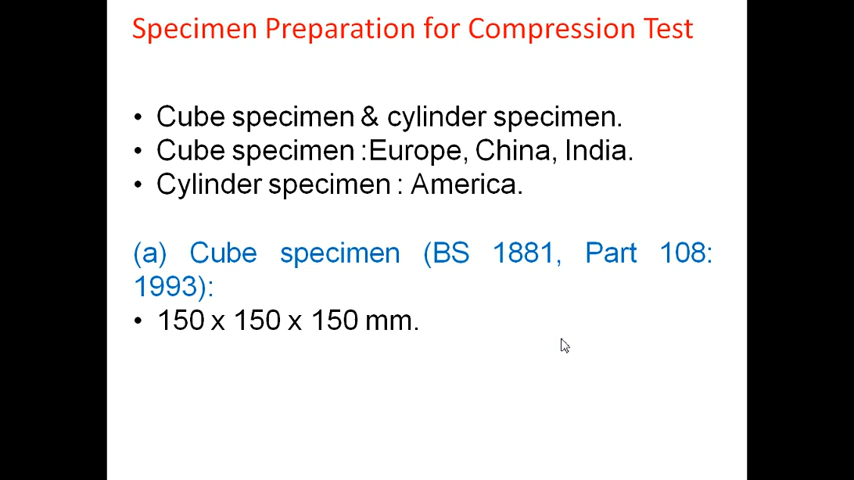 Specimen Preparation for Compression Test
• Cube specimen & cylinder specimen.
• Cube specimen :Europe, China, India.
• Cylinder specimen : America.
(a) Cube specimen (BS 1881, Part 108:
1993):
• 150 x 150 x 150 mm.